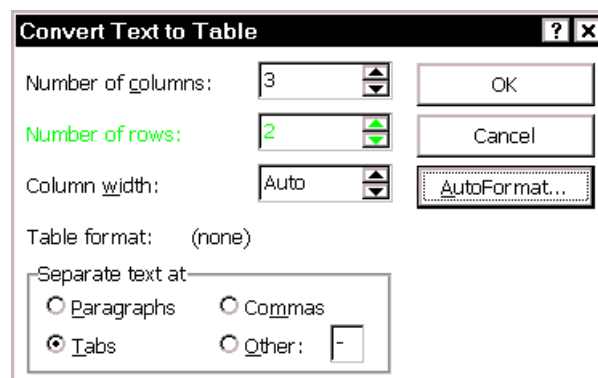 Convert Text to Table ? ×
Number of columns: 3 OK
Number of rows: 2 Cancel
Column width: Auto AutoFormat...
Table format: (none)
Separate text at
Paragraphs Commas
Tabs Other: -